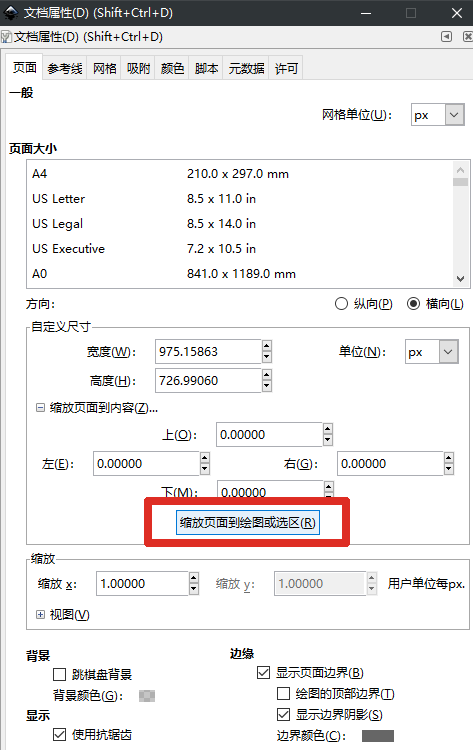 文档属性(D) (Shift+Ctrl+D)
文档属性(D) (Shift+Ctrl+D)
页面 参考线 网格 吸附 颜色 脚本 元数据 许可
一般
网格单位(U)： px
页面大小
A4 210.0 x 297.0 mm
US Letter 8.5 x 11.0 in
US Legal 8.5 x 14.0 in
US Executive 7.2 x 10.5 in
A0 841.0 x 1189.0 mm
方向： 纵向(P) 横向(L)
自定义尺寸
宽度(W)： 975.15863 单位(N)： px
高度(H)： 726.99060
缩放页面到内容(Z)...
上(O)： 0.00000
左(E)： 0.00000 右(G)： 0.00000
下(M)： 0.00000
缩放页面到绘图或选区(R)
缩放
缩放 x： 1.00000 缩放 y： 1.00000 用户单位每px.
视图(V)
背景 边缘
跳棋盘背景 显示页面边界(B)
背景颜色(G)： 绘图的顶部边界(T)
显示 显示边界阴影(S)
使用抗锯齿 边界颜色(C)：